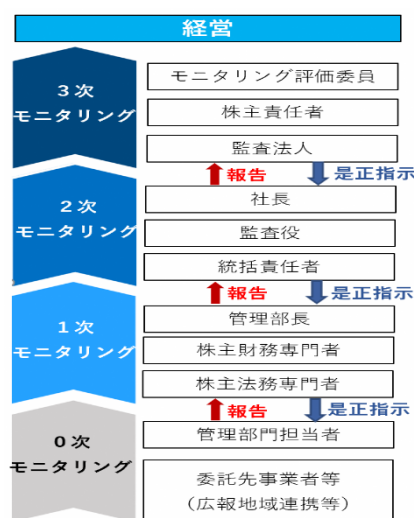 経営
3次
モニタリング
モニタリング評価委員
株主責任者
監査法人
報告
是正指示
2次
モニタリング
社長
監査役
統括責任者
報告
是正指示
1次
モニタリング
管理部長
株主財務専門者
株主法務専門者
報告
是正指示
0次
モニタリング
管理部門担当者
委託先事業者等
(広報地域連携等)